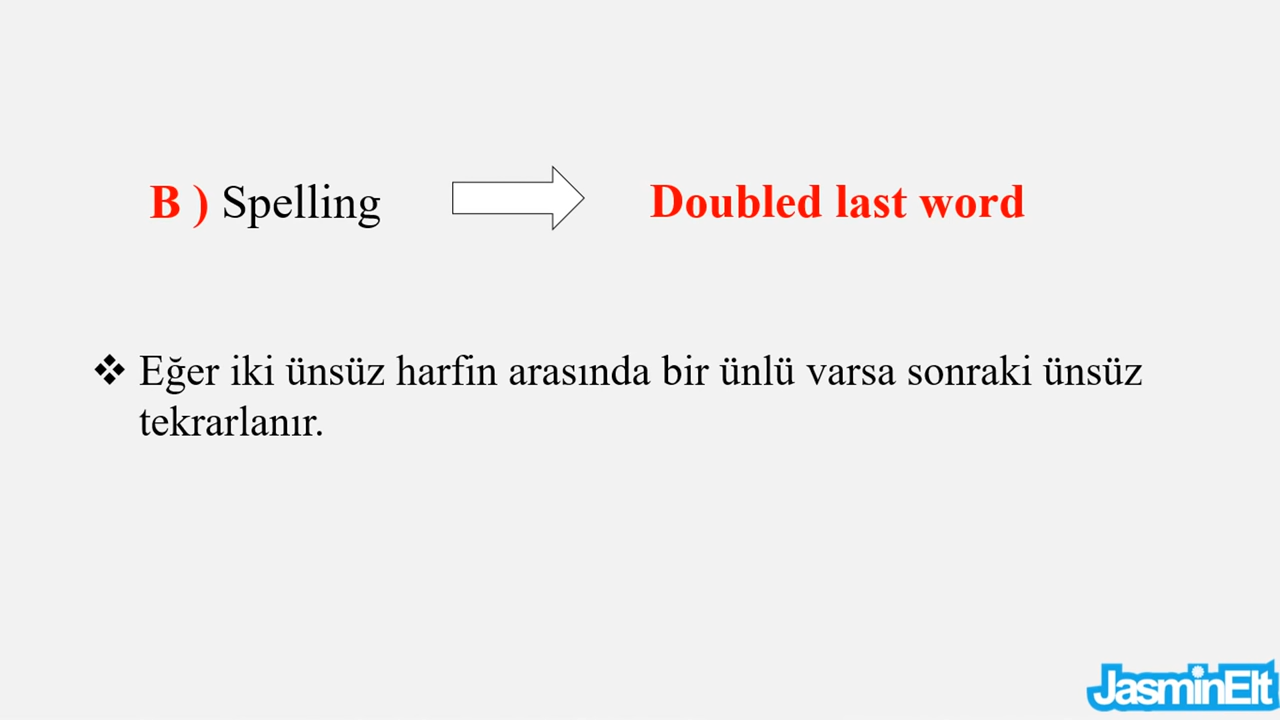 B ) Spelling Doubled last word
❖ Eğer iki ünsüz harfin arasında bir ünlü varsa sonraki ünsüz
tekrarlanır.
JasminElt